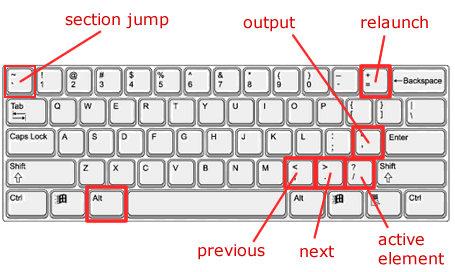 section jump
output
relaunch
~ ` ! 1 @ 2 # 3 $ 4 % 5 ^ 6 & 7 * 8 ( 9 ) 0 - + = ←Backspace
Tab Q W E R T Y U I O P { [ } ] | \
Caps Lock A S D F G H J K L : ; , Enter
Shift Z X C V B N M < > . ? / Shift
Ctrl Alt Alt Ctrl
previous
next
active
element